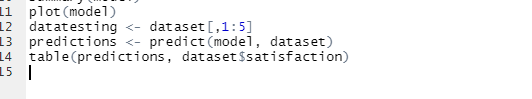 11 plot(model)
12 datatesting <- dataset[,1:5]
13 predictions <- predict(model, dataset)
14 table(predictions, dataset$satisfaction)
15